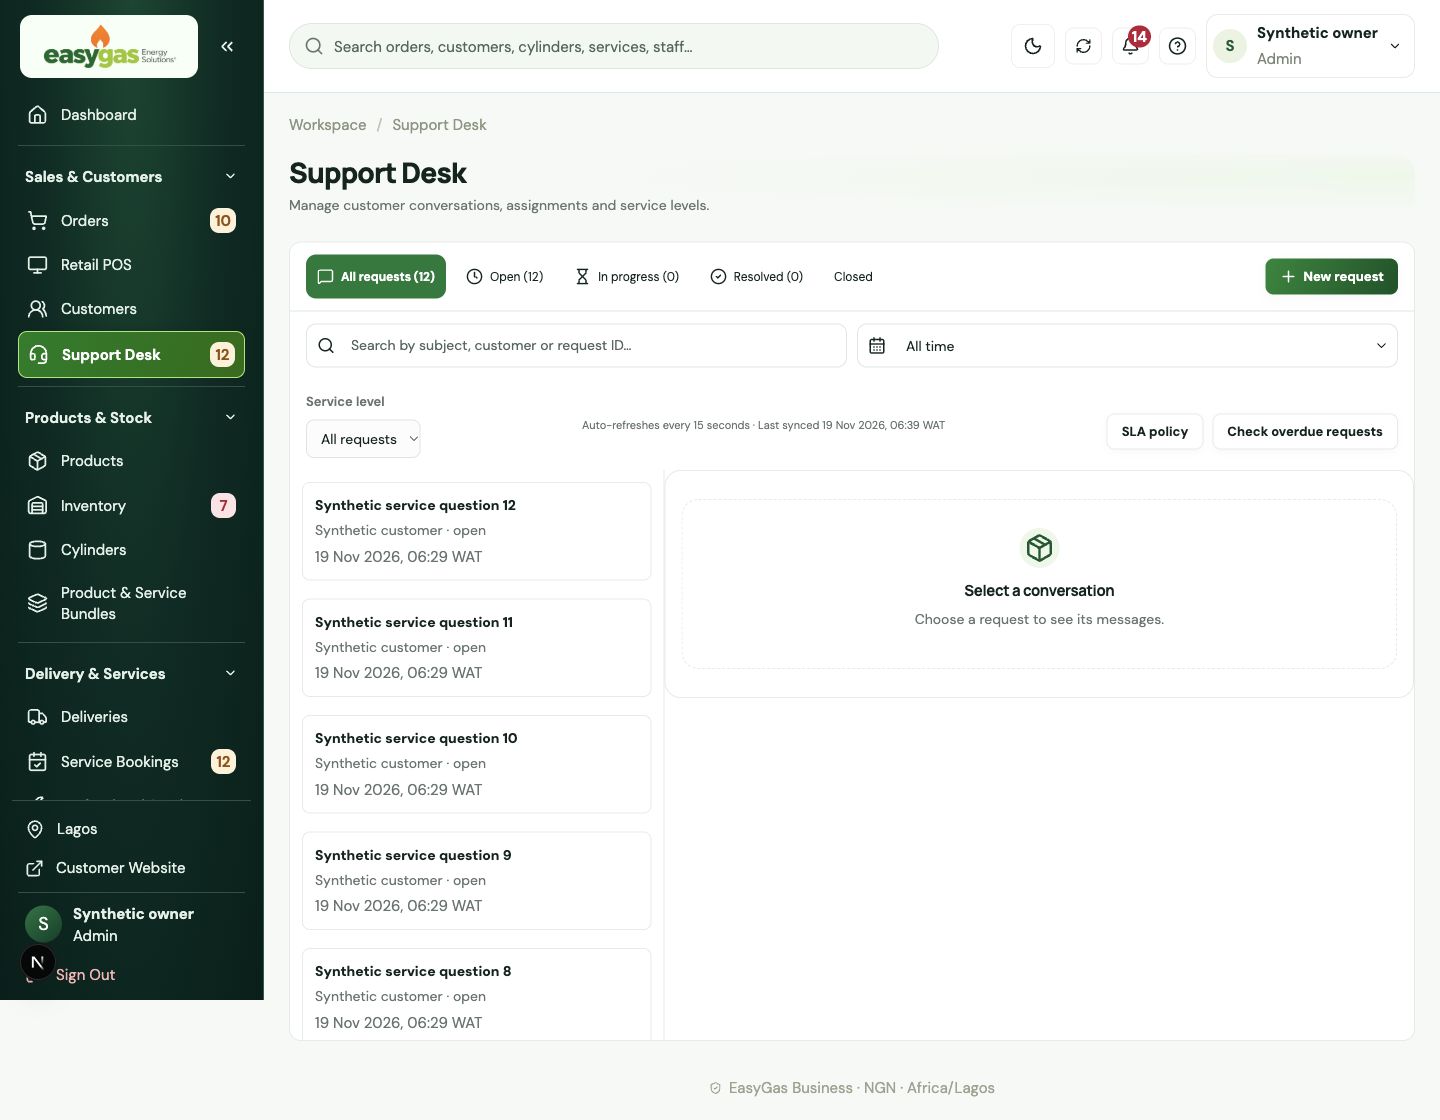 easygas Energy Solutions
Dashboard
Sales & Customers
Orders 10
Retail POS
Customers
Support Desk 12
Products & Stock
Products
Inventory 7
Cylinders
Product & Service
Bundles
Delivery & Services
Deliveries
Service Bookings 12
Lagos
Customer Website
S Synthetic owner
Admin
N
Sign Out
Search orders, customers, cylinders, services, staff...
14
S Synthetic owner
Admin
Workspace / Support Desk
Support Desk
Manage customer conversations, assignments and service levels.
All requests (12) Open (12) In progress (0) Resolved (0) Closed
+ New request
Search by subject, customer or request ID...
All time
Service level
All requests
Auto-refreshes every 15 seconds · Last synced 19 Nov 2026, 06:39 WAT
SLA policy
Check overdue requests
Synthetic service question 12
Synthetic customer · open
19 Nov 2026, 06:29 WAT
Synthetic service question 11
Synthetic customer · open
19 Nov 2026, 06:29 WAT
Synthetic service question 10
Synthetic customer · open
19 Nov 2026, 06:29 WAT
Synthetic service question 9
Synthetic customer · open
19 Nov 2026, 06:29 WAT
Synthetic service question 8
Synthetic customer · open
19 Nov 2026, 06:29 WAT
Select a conversation
Choose a request to see its messages.
EasyGas Business · NGN · Africa/Lagos